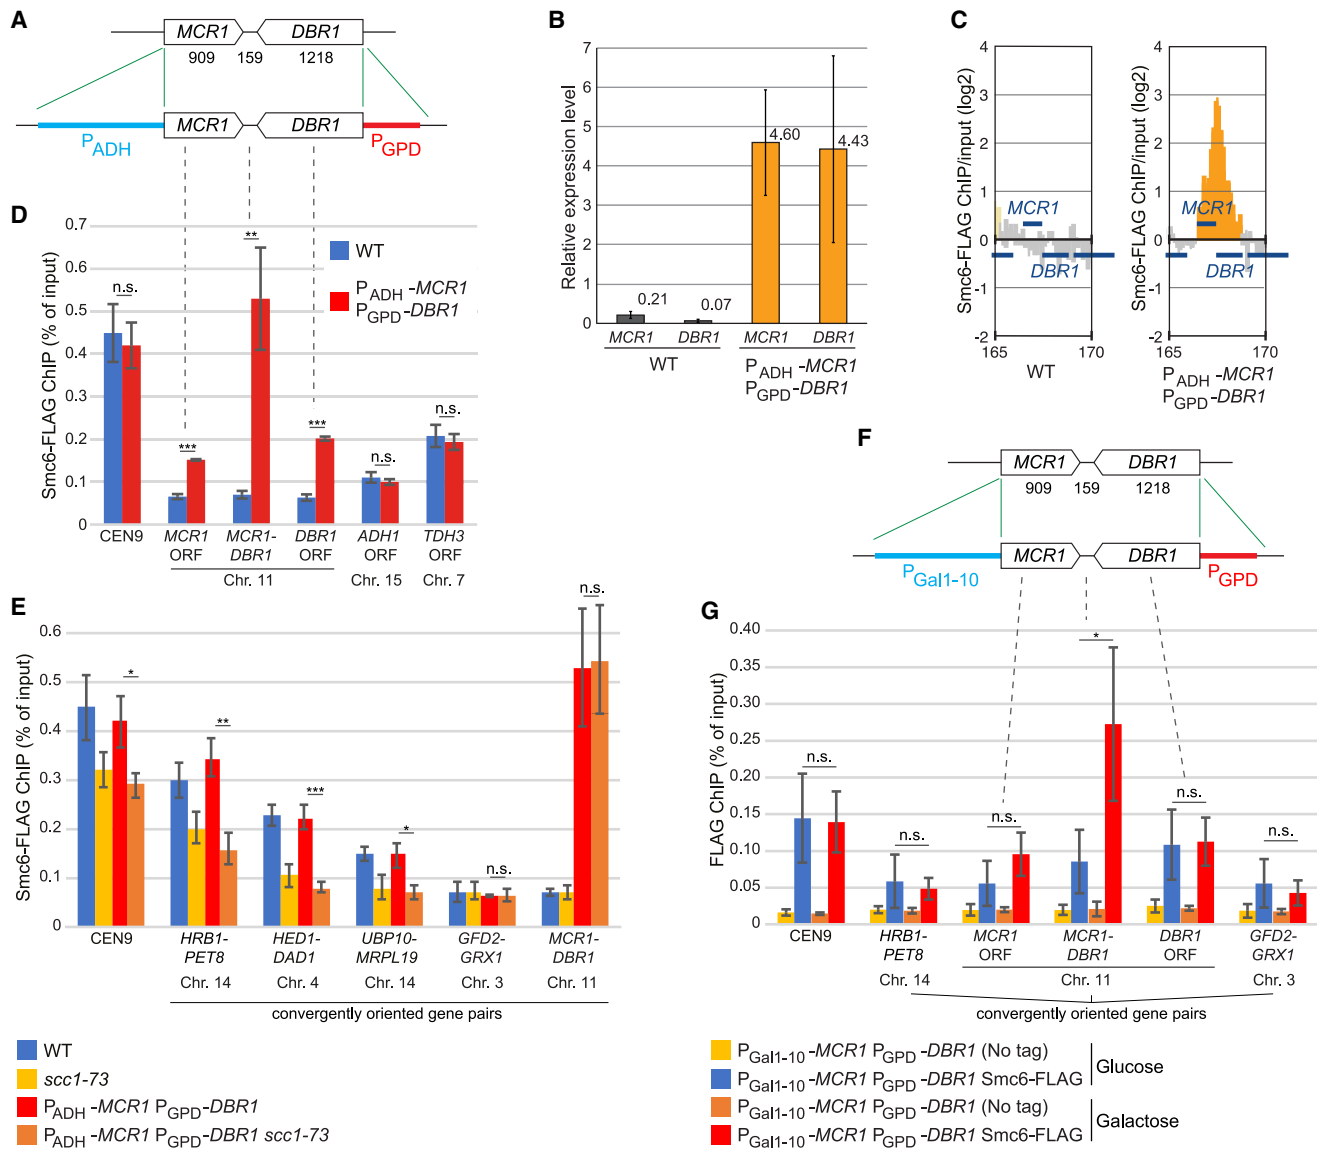 A
MCR1
DBR1
909
159
1218
MCR1
DBR1
PADH
PGPD
B
Relative expression level
7
6
5
4
3
2
1
0
0.21
0.07
4.60
4.43
MCR1
DBR1
MCR1
DBR1
WT
PADH -MCR1
PGPD-DBR1
C
Smc6-FLAG ChIP/input (log2)
4
3
2
1
0
-1
-2
MCR1
DBR1
165
170
WT
Smc6-FLAG ChIP/input (log2)
4
3
2
1
0
-1
-2
MCR1
DBR1
165
170
PADH -MCR1
PGPD-DBR1
D
Smc6-FLAG ChIP (% of input)
0.7
0.6
0.5
0.4
0.3
0.2
0.1
0
n.s.
***
**
***
n.s.
n.s.
WT
PADH -MCR1
PGPD-DBR1
CEN9
MCR1 ORF
MCR1-DBR1
DBR1 ORF
ADH1 ORF
TDH3 ORF
Chr. 11
Chr. 15
Chr. 7
E
Smc6-FLAG ChIP (% of input)
0.6
0.5
0.4
0.3
0.2
0.1
0
*
**
***
*
n.s.
n.s.
CEN9
HRB1-PET8
HED1-DAD1
UBP10-MRPL19
GFD2-GRX1
MCR1-DBR1
Chr. 14
Chr. 4
Chr. 14
Chr. 3
Chr. 11
convergently oriented gene pairs
WT
scc1-73
PADH -MCR1 PGPD-DBR1
PADH -MCR1 PGPD-DBR1 scc1-73
F
MCR1
DBR1
909
159
1218
MCR1
DBR1
PGal1-10
PGPD
G
FLAG ChIP (% of input)
0.40
0.35
0.30
0.25
0.20
0.15
0.10
0.05
0
n.s.
n.s.
n.s.
*
n.s.
n.s.
CEN9
HRB1-PET8
MCR1 ORF
MCR1-DBR1
DBR1 ORF
GFD2-GRX1
Chr. 14
Chr. 11
Chr. 3
convergently oriented gene pairs
PGal1-10 -MCR1 PGPD -DBR1 (No tag)
PGal1-10 -MCR1 PGPD -DBR1 Smc6-FLAG
Glucose
PGal1-10 -MCR1 PGPD -DBR1 (No tag)
PGal1-10 -MCR1 PGPD -DBR1 Smc6-FLAG
Galactose